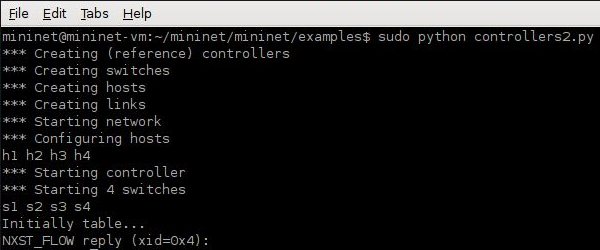 File Edit Tabs Help
mininet@mininet-vm:~/mininet/mininet/examples$ sudo python controllers2.py
*** Creating (reference) controllers
*** Creating switches
*** Creating hosts
*** Creating links
*** Starting network
*** Configuring hosts
h1 h2 h3 h4
*** Starting controller
*** Starting 4 switches
s1 s2 s3 s4
Initially table...
NXST_FLOW reply (xid=0x4):